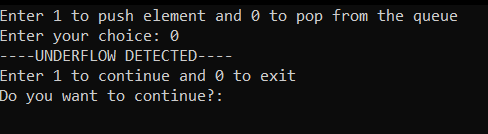 Enter 1 to push element and 0 to pop from the queue
Enter your choice: 0
----UNDERFLOW DETECTED----
Enter 1 to continue and 0 to exit
Do you want to continue?: